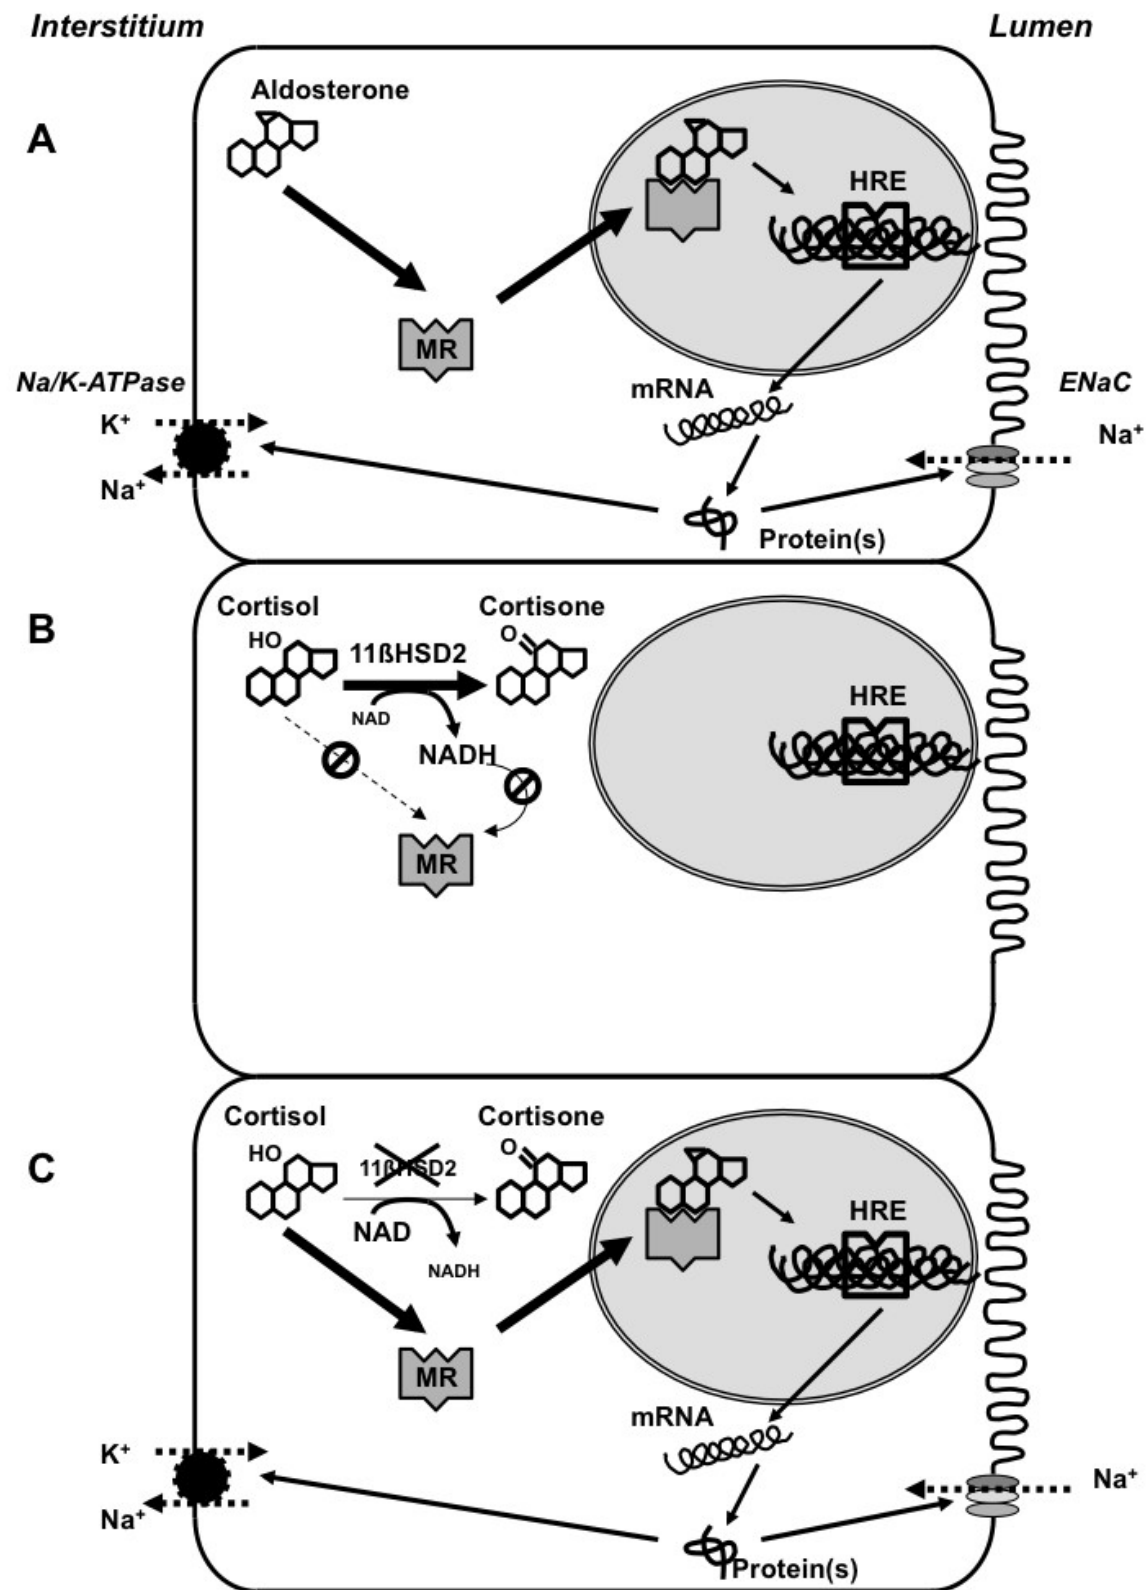 Interstitium
Lumen
A
Aldosterone
HRE
MR
Na/K-ATPase
mRNA
ENaC
K⁺
Na⁺
Na⁺
Protein(s)
B
Cortisol
Cortisone
HO
O
11ßHSD2
NAD
NADH
HRE
MR
C
Cortisol
Cortisone
HO
O
11ßHSD2
NAD
NADH
HRE
MR
mRNA
K⁺
Na⁺
Na⁺
Protein(s)